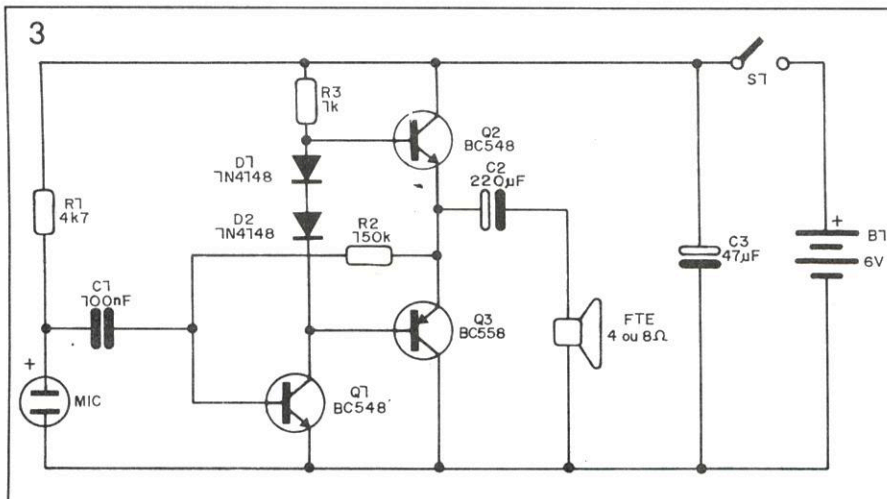 3
R3
1k
Q2
BC548
S1
D1
1N4148
C2
220µF
+
R1
4k7
D2
1N4148
R2
150k
B1
6V
C3
47µF
C1
100nF
Q3
BC558
FTE
4 ou 8Ω
+
MIC
Q1
BC548